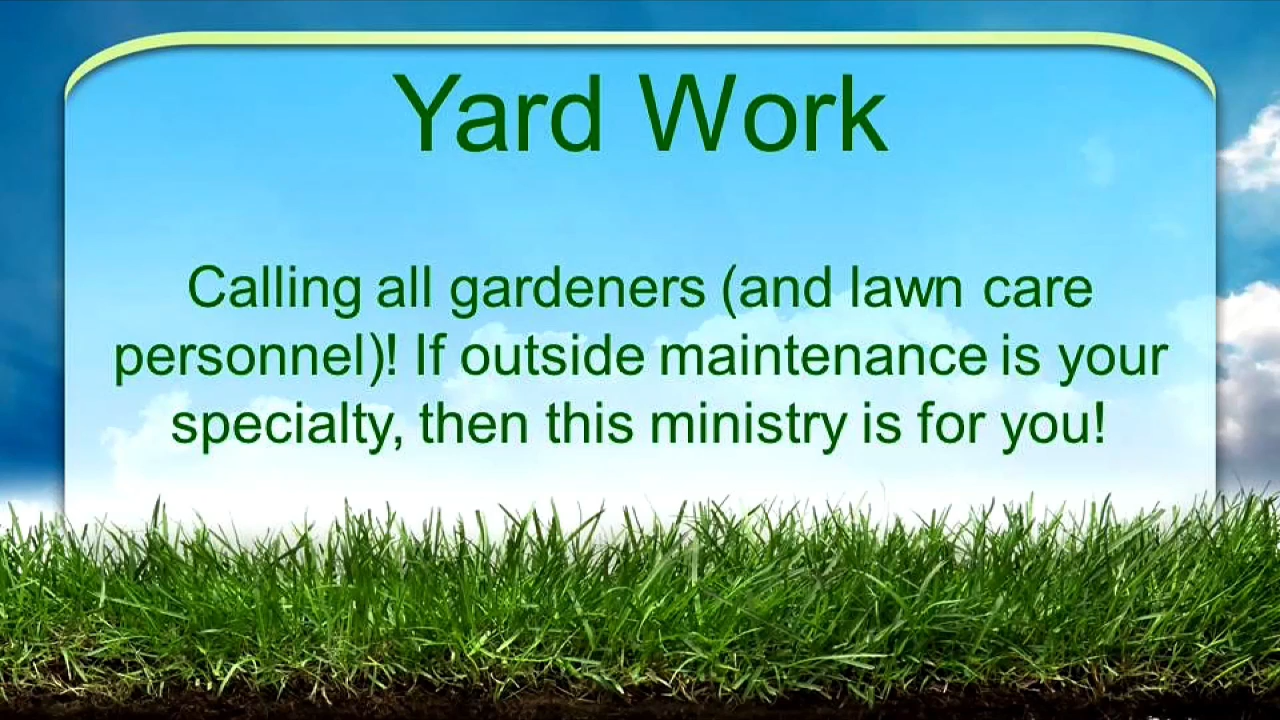 Yard Work
Calling all gardeners (and lawn care
personnel)! If outside maintenance is your
specialty, then this ministry is for you!